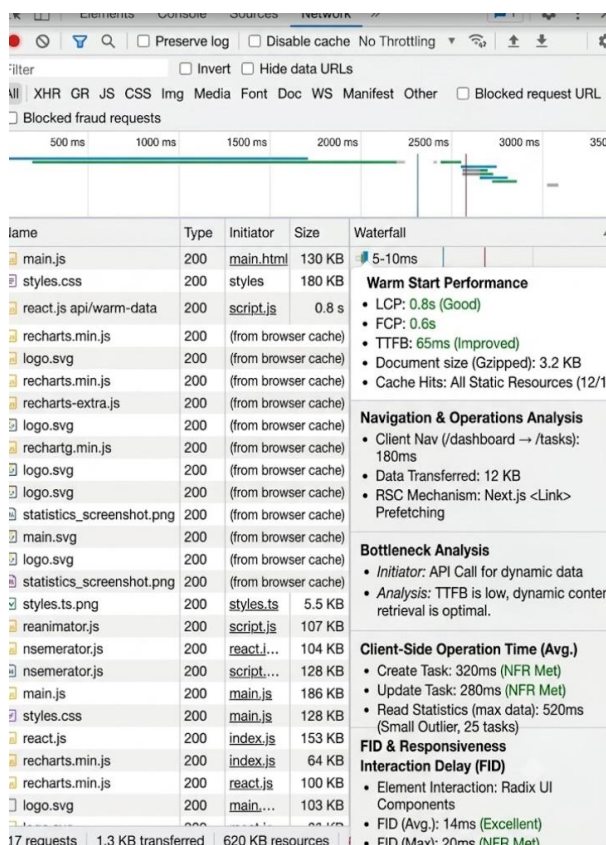 Elements Console Sources Network
Preserve log Disable cache No Throttling
Filter Invert Hide data URLs
All XHR GR JS CSS Img Media Font Doc WS Manifest Other Blocked request URL
Blocked fraud requests
500 ms 1000 ms 1500 ms 2000 ms 2500 ms 3000 ms 350
lame Type Initiator Size Waterfall
main.js 200 main.html 130 KB 5-10ms
styles.css 200 styles 180 KB
react.js api/warm-data 200 script.js 0.8 s
recharts.min.js 200 (from browser cache)
logo.svg 200 (from browser cache)
recharts.min.js 200 (from browser cache)
recharts-extra.js 200 (from browser cache)
logo.svg 200 (from browser cache)
rechartg.min.js 200 (from browser cache)
logo.svg 200 (from browser cache)
logo.svg 200 (from browser cache)
statistics_screenshot.png 200 (from browser cache)
main.svg 200 (from browser cache)
logo.svg 200 (from browser cache)
statistics_screenshot.png 200 (from browser cache)
styles.ts.png 200 styles.ts 5.5 KB
reanimator.js 200 script.js 107 KB
nsemerator.js 200 react.i... 104 KB
nsemerator.js 200 script.... 128 KB
main.js 200 main.js 186 KB
styles.css 200 main.js 128 KB
react.js 200 index.js 153 KB
recharts.min.js 200 index.js 64 KB
recharts.min.js 200 react.js 100 KB
logo.svg 200 main.... 103 KB
17 requests 1.3 KB transferred 620 KB resources
Warm Start Performance
• LCP: 0.8s (Good)
• FCP: 0.6s
• TTFB: 65ms (Improved)
• Document size (Gzipped): 3.2 KB
• Cache Hits: All Static Resources (12/1
Navigation & Operations Analysis
• Client Nav (/dashboard → /tasks):
180ms
• Data Transferred: 12 KB
• RSC Mechanism: Next.js <Link>
Prefetching
Bottleneck Analysis
• Initiator: API Call for dynamic data
• Analysis: TTFB is low, dynamic conter
retrieval is optimal.
Client-Side Operation Time (Avg.)
• Create Task: 320ms (NFR Met)
• Update Task: 280ms (NFR Met)
• Read Statistics (max data): 520ms
(Small Outlier, 25 tasks)
FID & Responsiveness
Interaction Delay (FID)
• Element Interaction: Radix UI
Components
• FID (Avg.): 14ms (Excellent)
• FID (Max): 20ms (NFR Met)